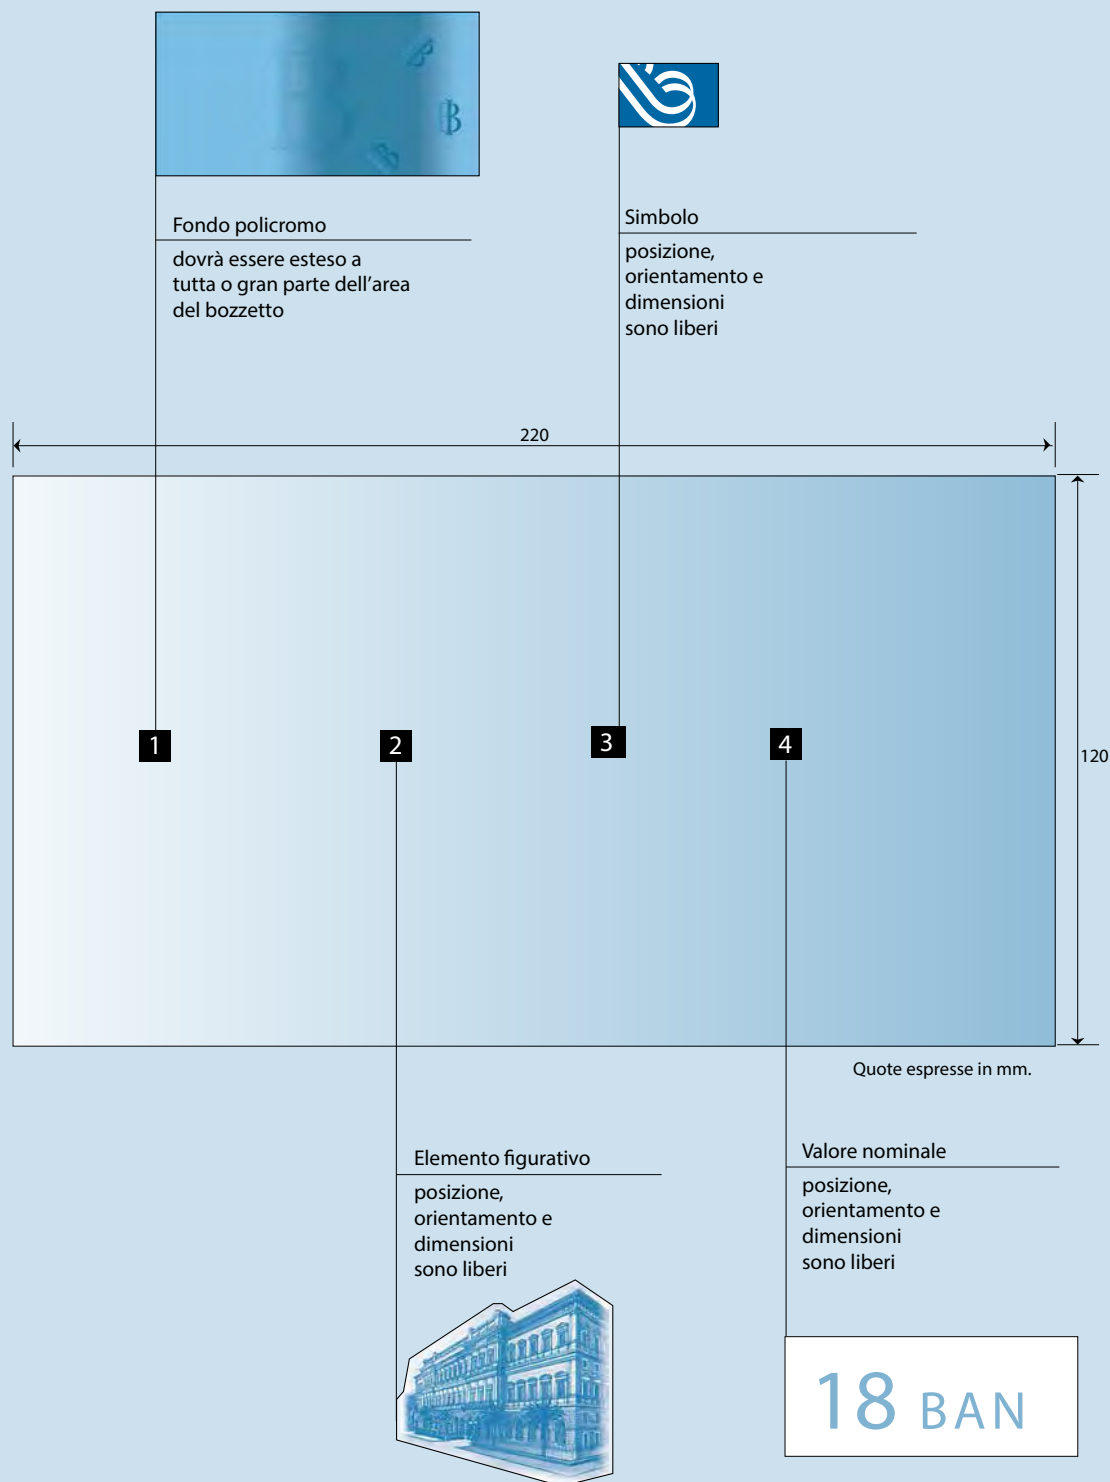 Fondo policromo
dovrà essere esteso a
tutta o gran parte dell’area
del bozzetto
Simbolo
posizione,
orientamento e
dimensioni
sono liberi
220
1
2
3
4
120
Quote espresse in mm.
Elemento figurativo
posizione,
orientamento e
dimensioni
sono liberi
Valore nominale
posizione,
orientamento e
dimensioni
sono liberi
18 BAN